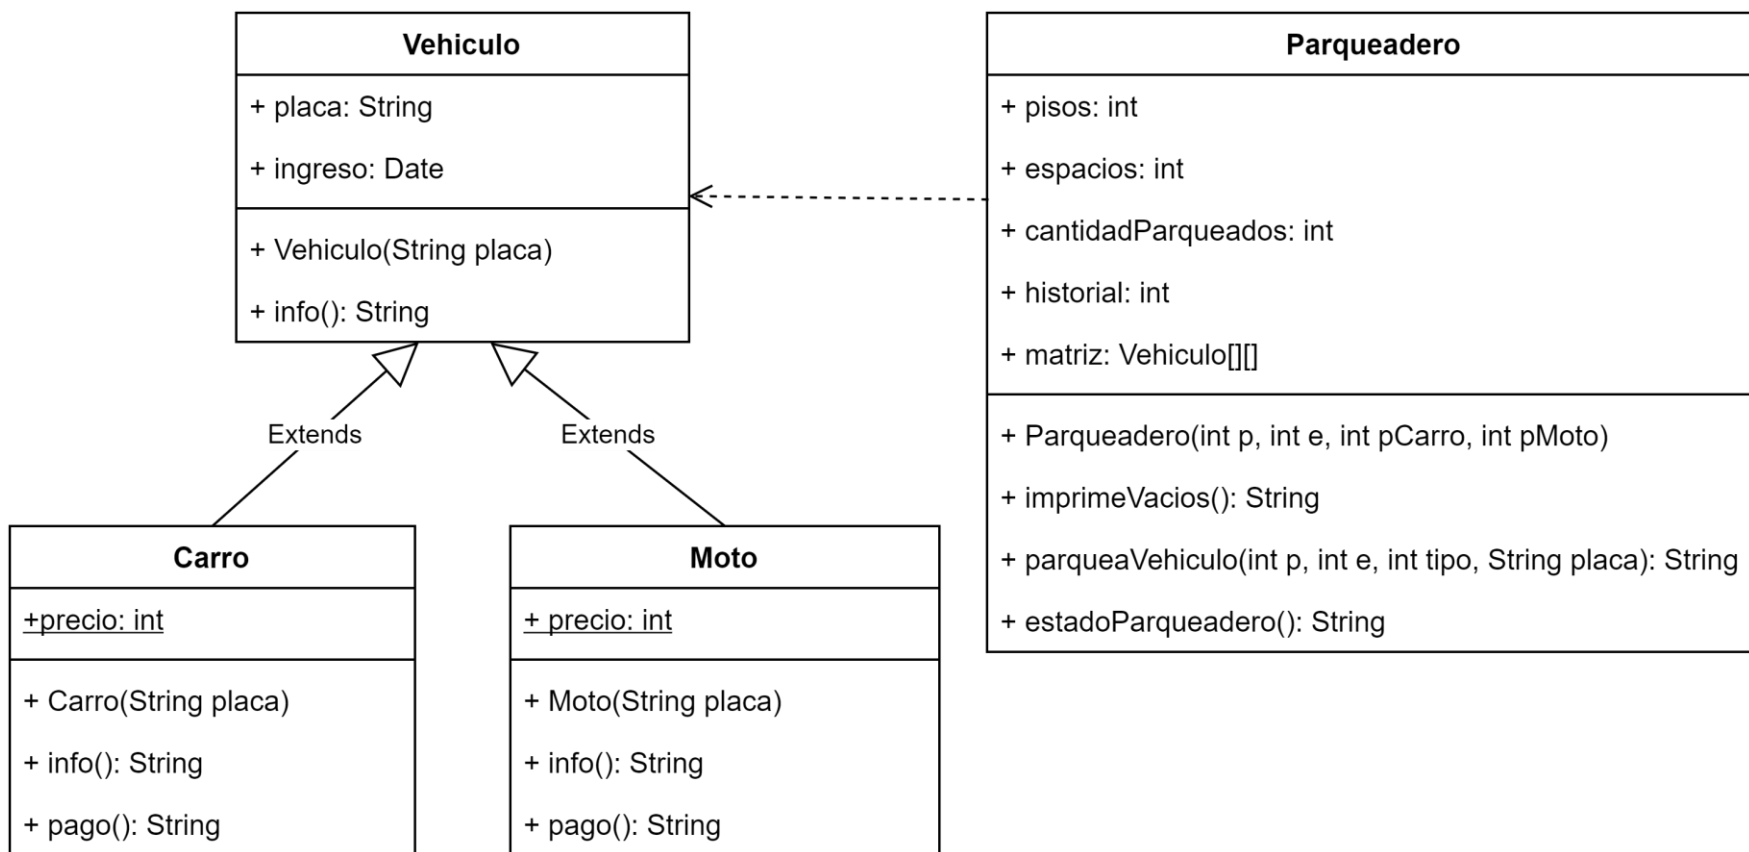 Vehiculo
+ placa: String
+ ingreso: Date
+ Vehiculo(String placa)
+ info(): String
Parqueadero
+ pisos: int
+ espacios: int
+ cantidadParqueados: int
+ historial: int
+ matriz: Vehiculo[][]
+ Parqueadero(int p, int e, int pCarro, int pMoto)
+ imprimeVacios(): String
+ parqueaVehiculo(int p, int e, int tipo, String placa): String
+ estadoParqueadero(): String
Extends
Extends
Carro
+precio: int
+ Carro(String placa)
+ info(): String
+ pago(): String
Moto
+ precio: int
+ Moto(String placa)
+ info(): String
+ pago(): String